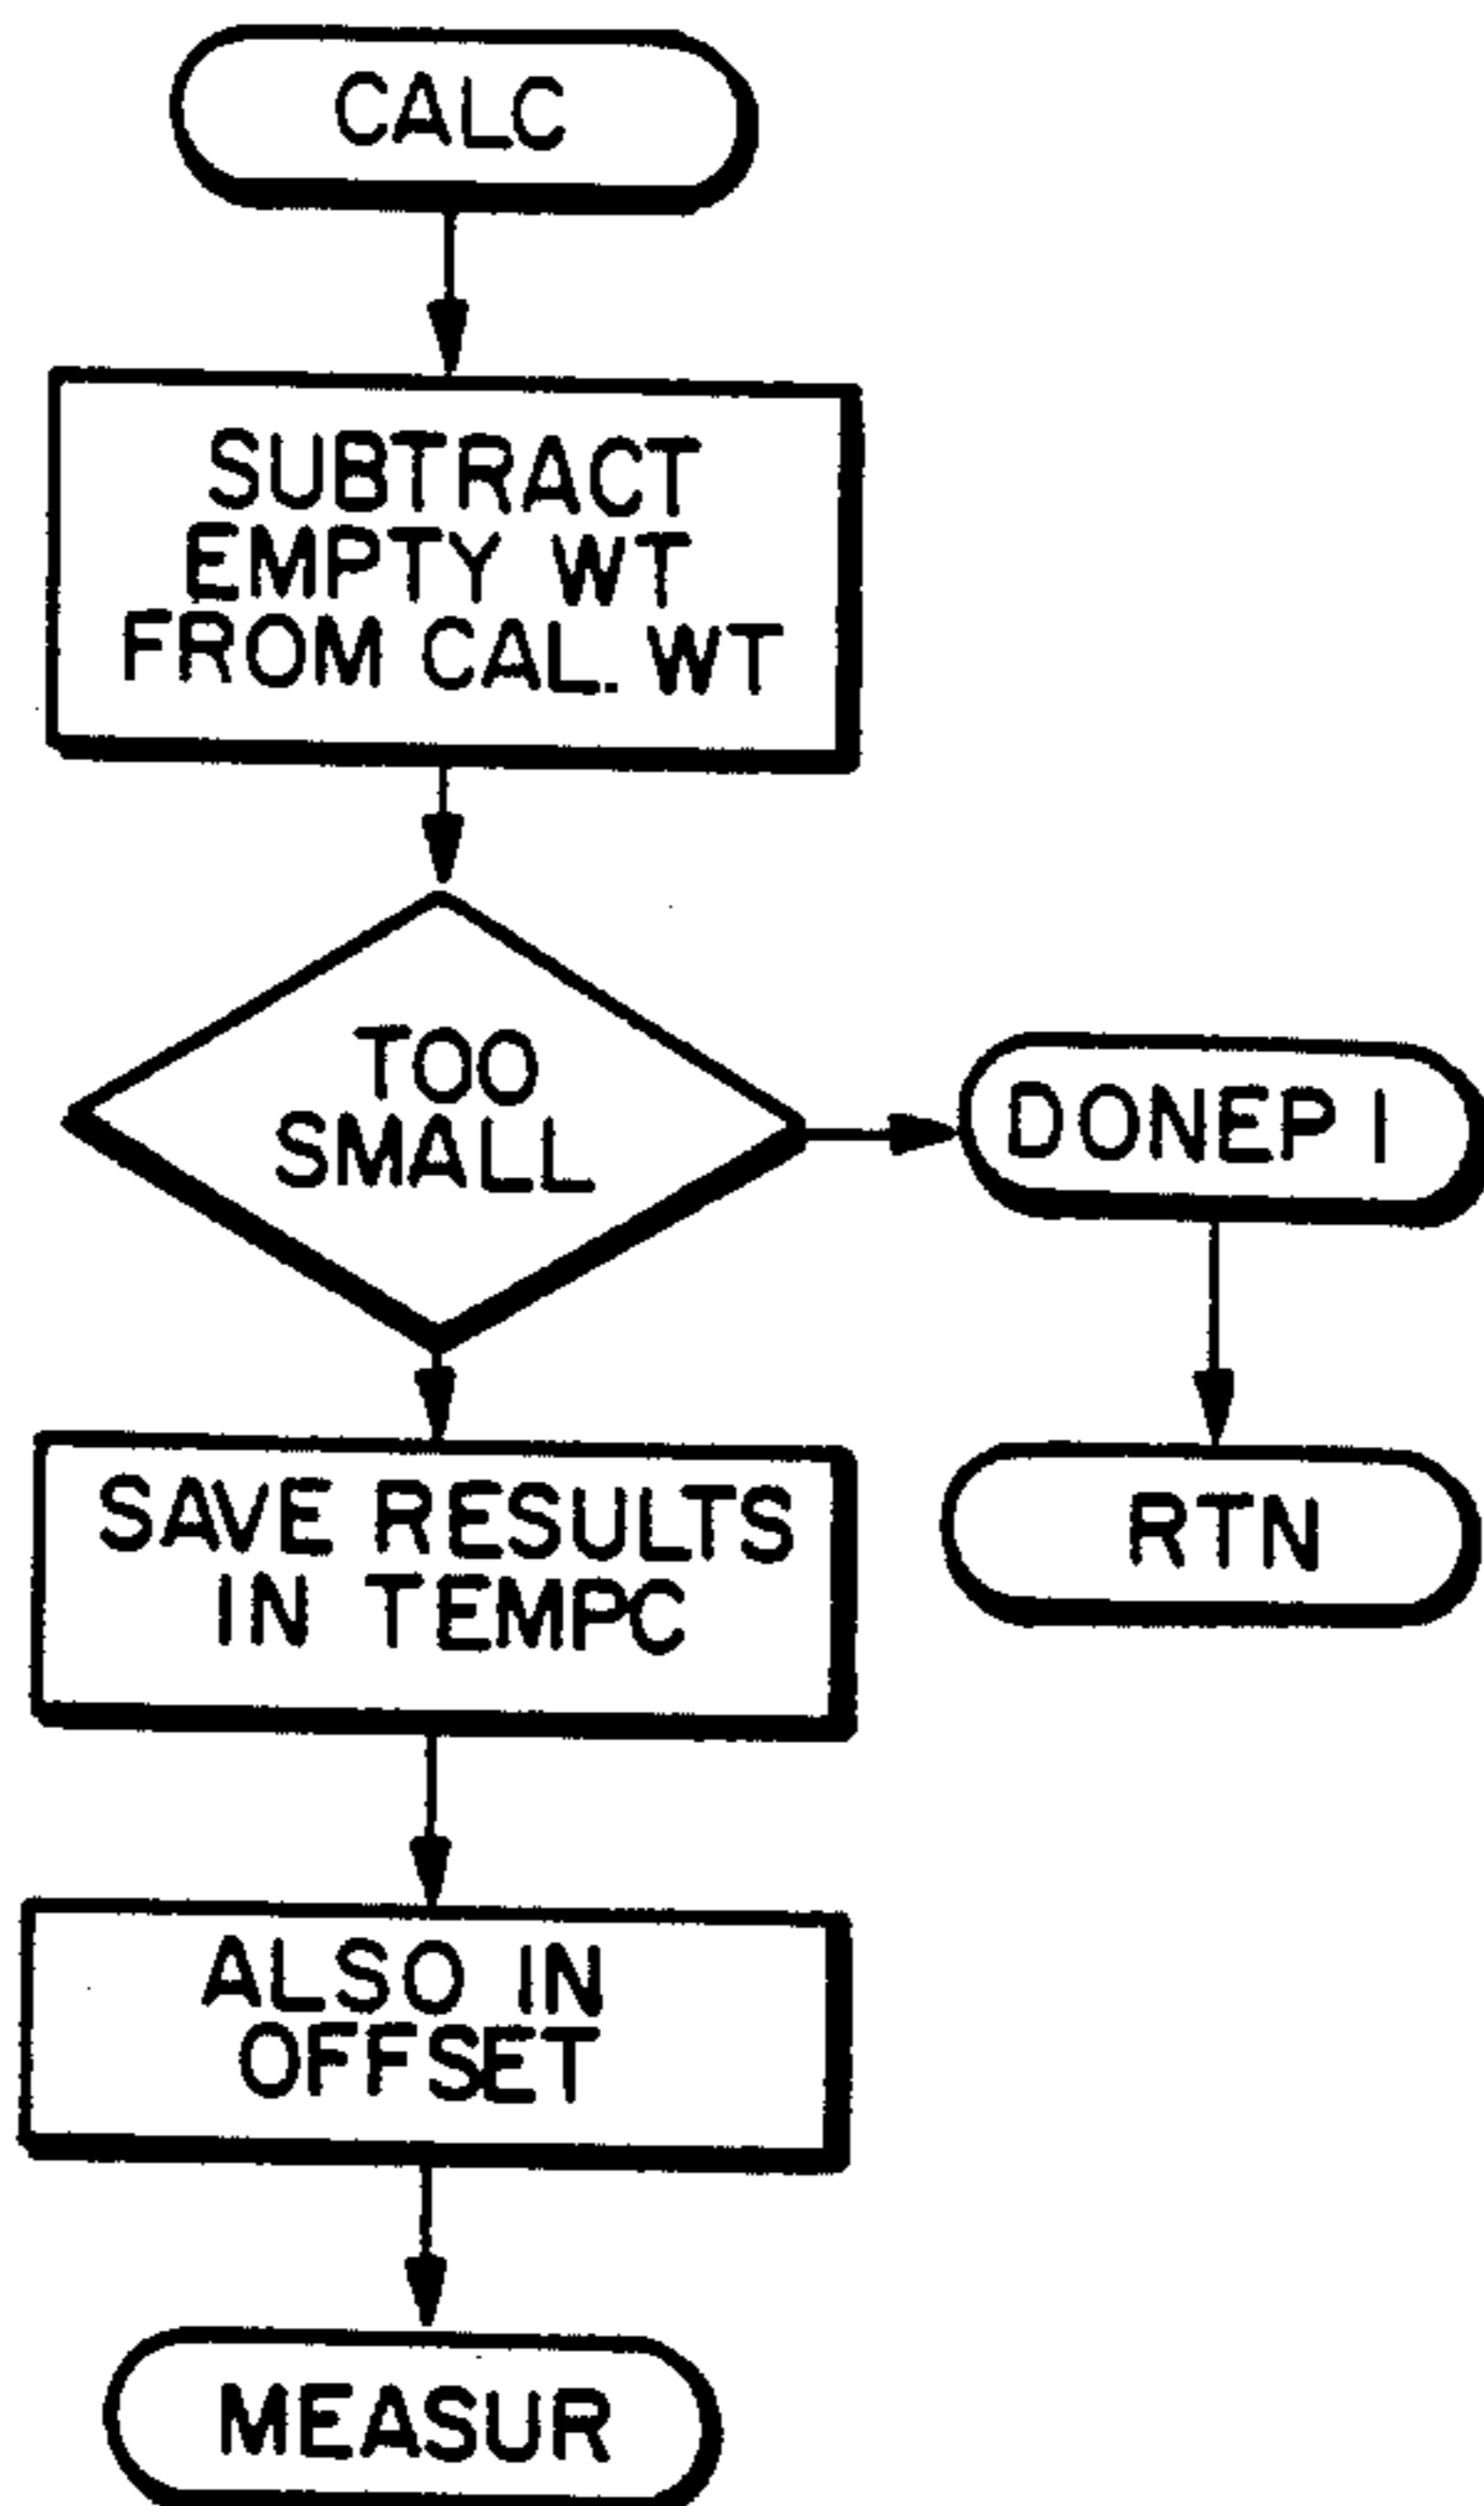 CALC
SUBTRACT
EMPTY WT
FROM CAL. WT
TOO
SMALL
DONEP 1
SAVE RESULTS
IN TEMPC
RTN
ALSO IN
OFFSET
MEASUR